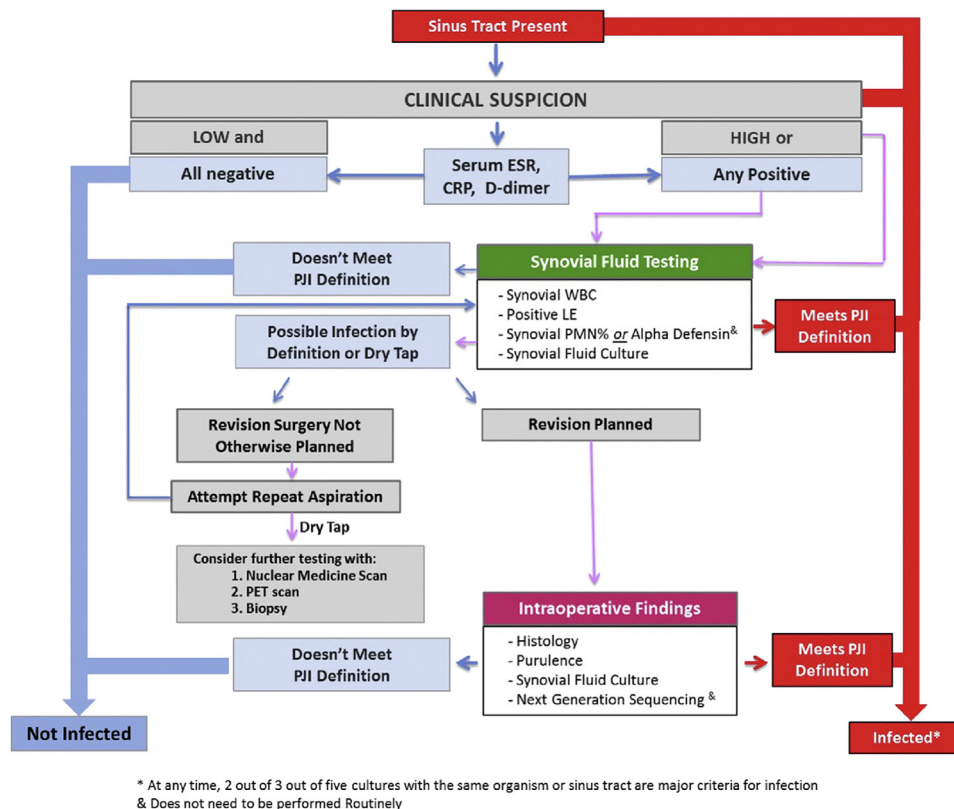 Sinus Tract Present
CLINICAL SUSPICION
LOW and
HIGH or
All negative
Serum ESR,
CRP, D-dimer
Any Positive
Doesn't Meet
PJI Definition
Synovial Fluid Testing
- Synovial WBC
- Positive LE
- Synovial PMN% or Alpha Defensin&
- Synovial Fluid Culture
Meets PJI
Definition
Possible Infection by
Definition or Dry Tap
Revision Surgery Not
Otherwise Planned
Revision Planned
Attempt Repeat Aspiration
Dry Tap
Consider further testing with:
1. Nuclear Medicine Scan
2. PET scan
3. Biopsy
Intraoperative Findings
- Histology
- Purulence
- Synovial Fluid Culture
- Next Generation Sequencing &
Doesn't Meet
PJI Definition
Meets PJI
Definition
Not Infected
Infected*
* At any time, 2 out of 3 out of five cultures with the same organism or sinus tract are major criteria for infection
& Does not need to be performed Routinely